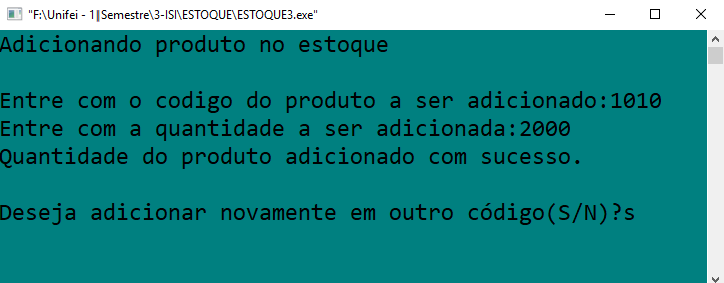 "F:\Unifei - 1║Semestre\3-ISI\ESTOQUE\ESTOQUE3.exe"
Adicionando produto no estoque
Entre com o codigo do produto a ser adicionado:1010
Entre com a quantidade a ser adicionada:2000
Quantidade do produto adicionado com sucesso.
Deseja adicionar novamente em outro código(S/N)?s